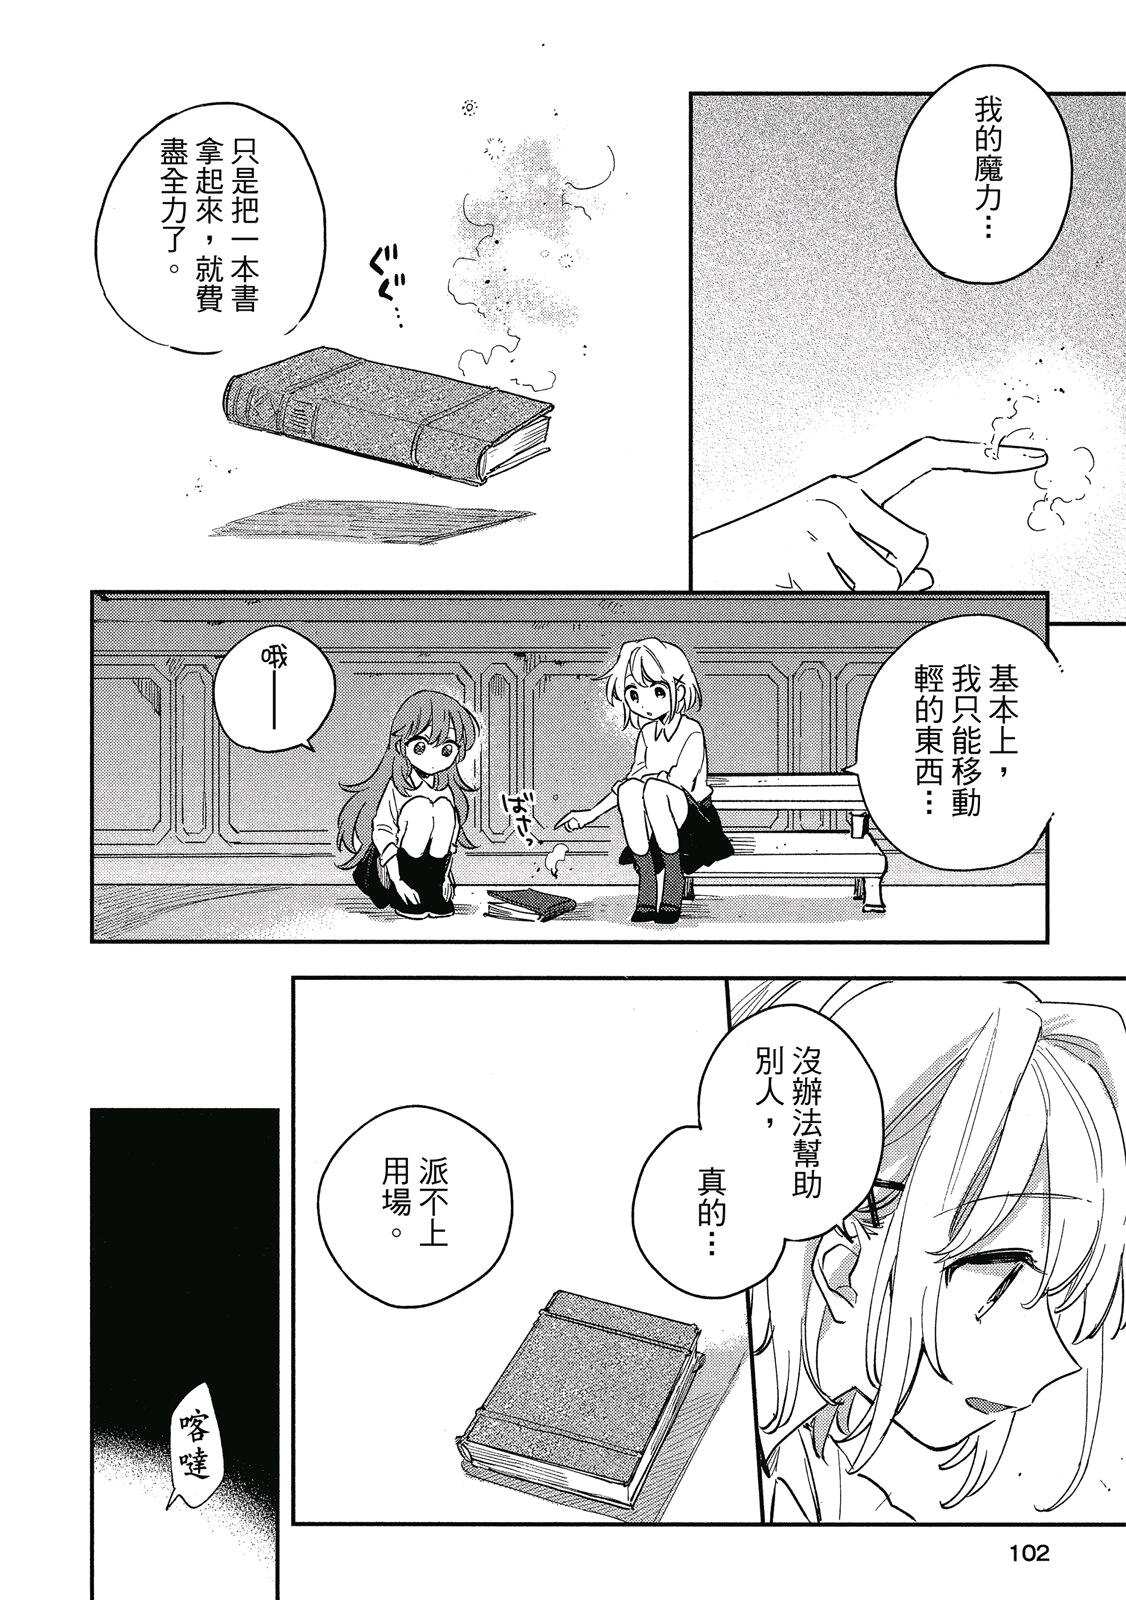 我的魔力…
只是把一本書
拿起來，就費
盡全力了。
ぐぐ…
基本上，
我只能移動
輕的東西…
ばさっ
哦——
沒辦法幫助
別人，
真的…
派不上
用場。
喀噠
102